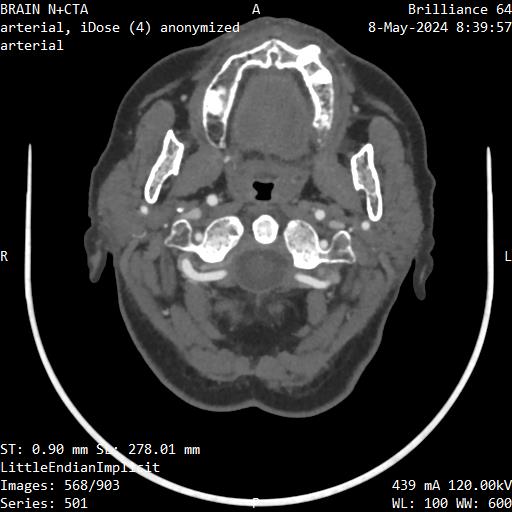 BRAIN N+CTA
A
Brilliance 64
arterial, iDose (4) anonymized
8-May-2024 8:39:57
arterial
R
L
ST: 0.90 mm SL: 278.01 mm
LittleEndianImplicit
Images: 568/903
439 mA 120.00kV
Series: 501
P
WL: 100 WW: 600